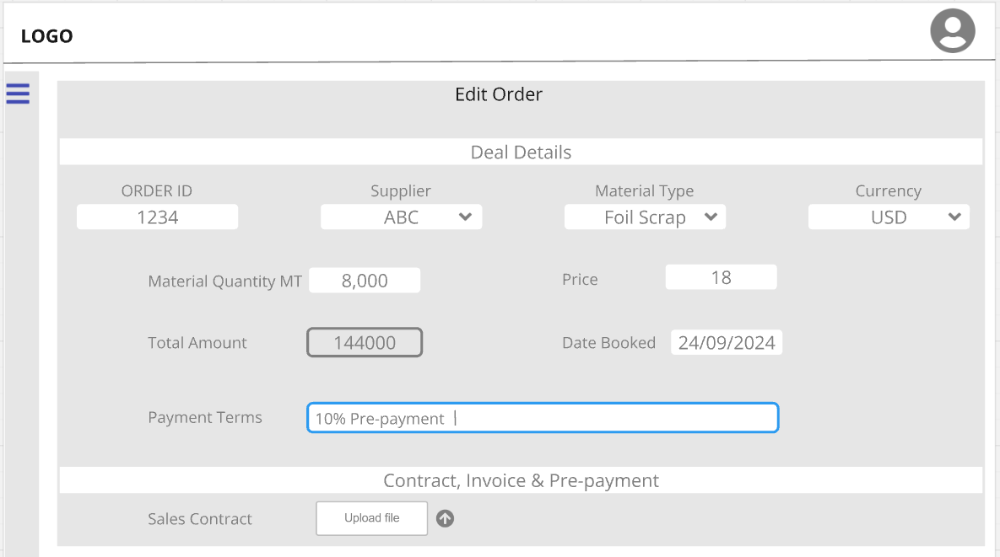 LOGO
Edit Order
Deal Details
ORDER ID Supplier Material Type Currency
1234 ABC Foil Scrap USD
Material Quantity MT 8,000 Price 18
Total Amount 144000 Date Booked 24/09/2024
Payment Terms 10% Pre-payment
Contract, Invoice & Pre-payment
Sales Contract Upload file